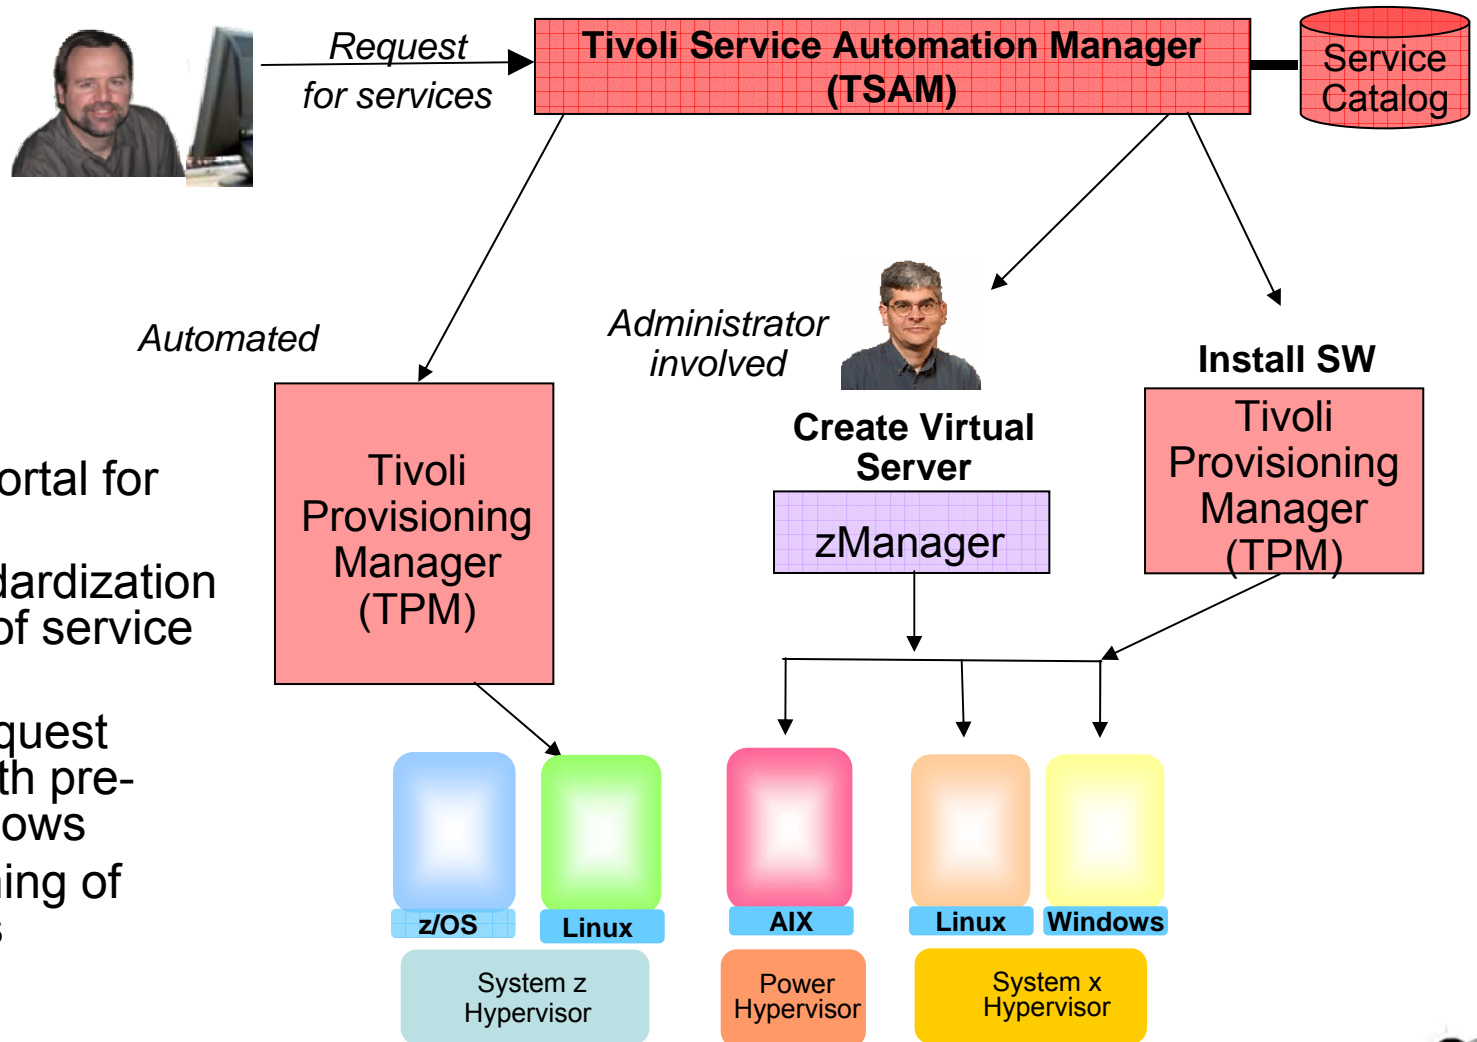 Request
for services
Tivoli Service Automation Manager
(TSAM)
Service
Catalog
Automated
Administrator
involved
Install SW
Create Virtual
Server
Tivoli
Provisioning
Manager
(TPM)
zManager
Tivoli
Provisioning
Manager
(TPM)
ortal for
dardization
of service
quest
th pre-
ows
ing of
s
z/OS
Linux
AIX
Linux
Windows
System z
Hypervisor
Power
Hypervisor
System x
Hypervisor